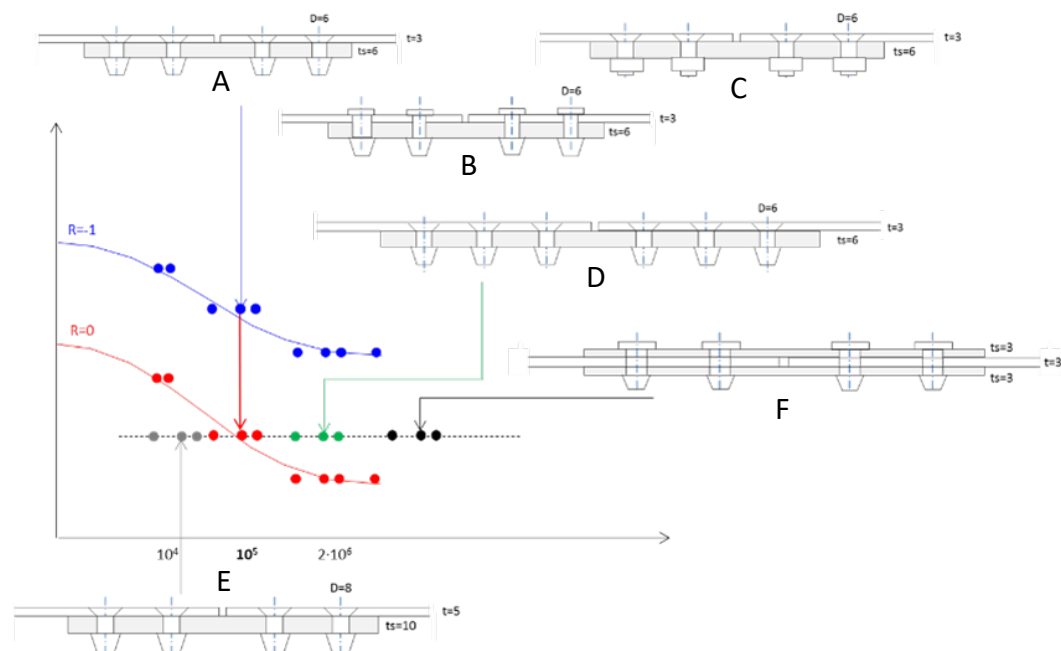 D=6
t=3
ts=6
A
D=6
t=3
ts=6
C
D=6
t=3
ts=6
B
D=6
t=3
ts=6
D
R=-1
R=0
ts=3
t=3
ts=3
F
10⁴
10⁵
2·10⁶
E
D=8
t=5
ts=10